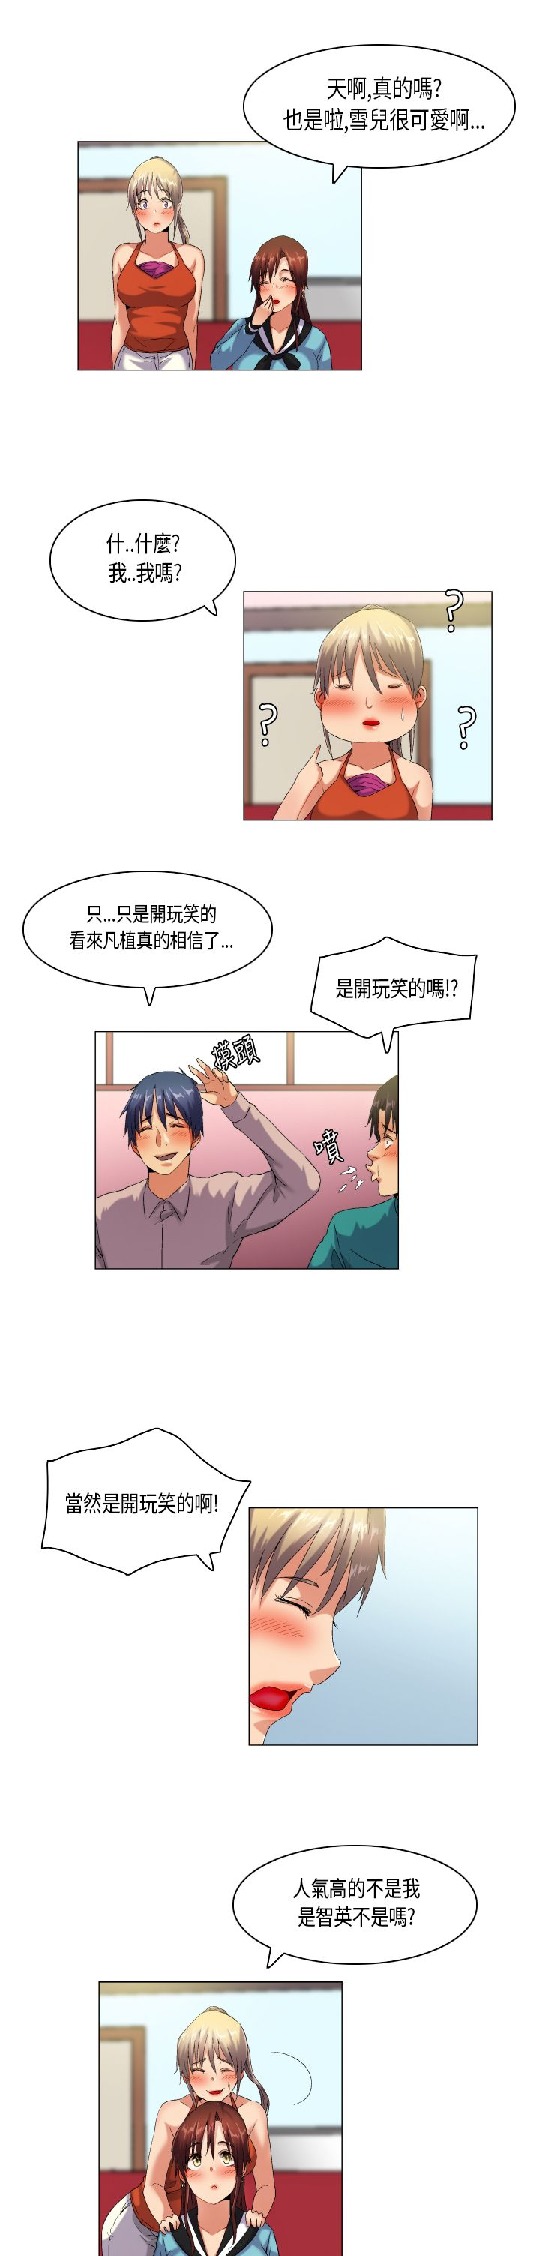 天啊,真的嗎?
也是啦,雪兒很可愛啊...
什..什麼?
我..我嗎?
?
?
?
只...只是開玩笑的
看來凡植真的相信了...
是開玩笑的嗎!?
摸頭
噴
當然是開玩笑的啊!
人氣高的不是我
是智英不是嗎?